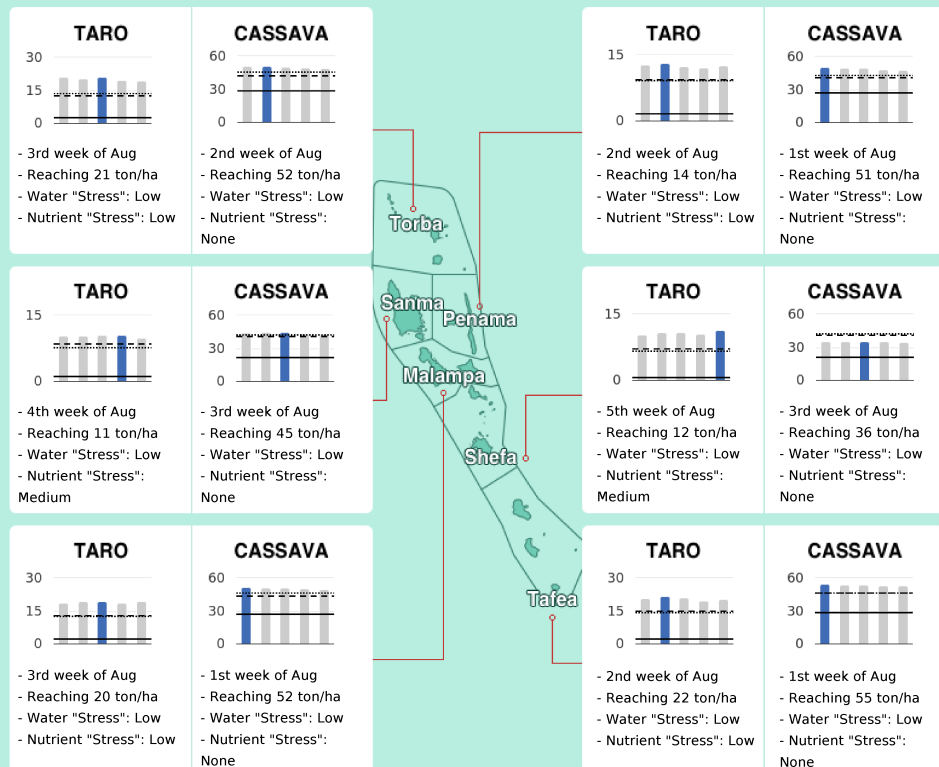 TARO
30
15
0
- 3rd week of Aug
- Reaching 21 ton/ha
- Water "Stress": Low
- Nutrient "Stress": Low
CASSAVA
60
30
0
- 2nd week of Aug
- Reaching 52 ton/ha
- Water "Stress": Low
- Nutrient "Stress":
None
TARO
15
0
- 2nd week of Aug
- Reaching 14 ton/ha
- Water "Stress": Low
- Nutrient "Stress": Low
CASSAVA
60
30
0
- 1st week of Aug
- Reaching 51 ton/ha
- Water "Stress": Low
- Nutrient "Stress":
None
Torba
Sanma
Penama
Malampa
Shefa
Tafea
TARO
15
0
- 4th week of Aug
- Reaching 11 ton/ha
- Water "Stress": Low
- Nutrient "Stress":
Medium
CASSAVA
60
30
0
- 3rd week of Aug
- Reaching 45 ton/ha
- Water "Stress": Low
- Nutrient "Stress":
None
TARO
15
0
- 5th week of Aug
- Reaching 12 ton/ha
- Water "Stress": Low
- Nutrient "Stress":
Medium
CASSAVA
60
30
0
- 3rd week of Aug
- Reaching 36 ton/ha
- Water "Stress": Low
- Nutrient "Stress":
None
TARO
30
15
0
- 3rd week of Aug
- Reaching 20 ton/ha
- Water "Stress": Low
- Nutrient "Stress": Low
CASSAVA
60
30
0
- 1st week of Aug
- Reaching 52 ton/ha
- Water "Stress": Low
- Nutrient "Stress":
None
TARO
30
15
0
- 2nd week of Aug
- Reaching 22 ton/ha
- Water "Stress": Low
- Nutrient "Stress": Low
CASSAVA
60
30
0
- 1st week of Aug
- Reaching 55 ton/ha
- Water "Stress": Low
- Nutrient "Stress":
None